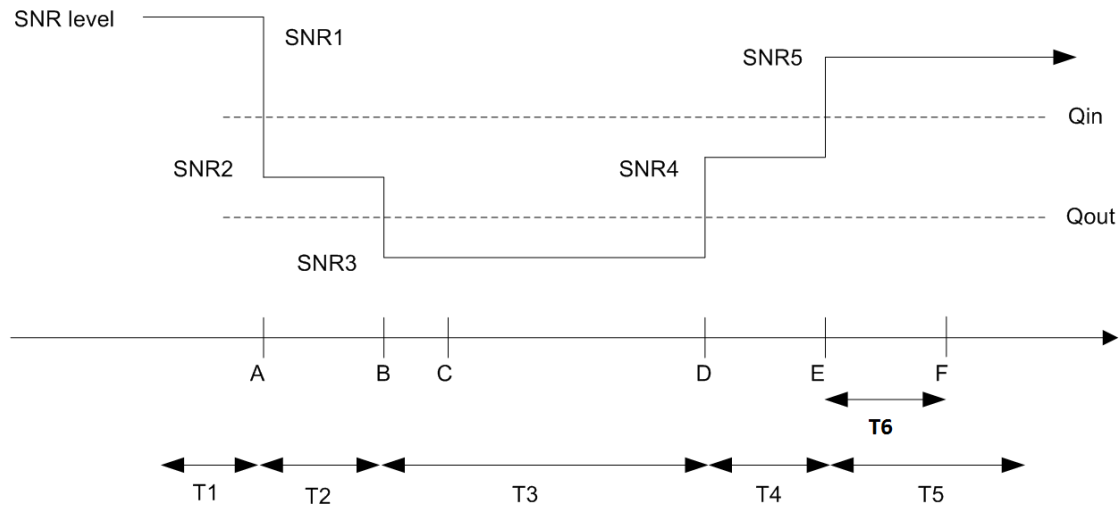 SNR level
SNR1
SNR5
Qin
SNR2
SNR4
Qout
SNR3
A
B
C
D
E
F
T6
T1
T2
T3
T4
T5